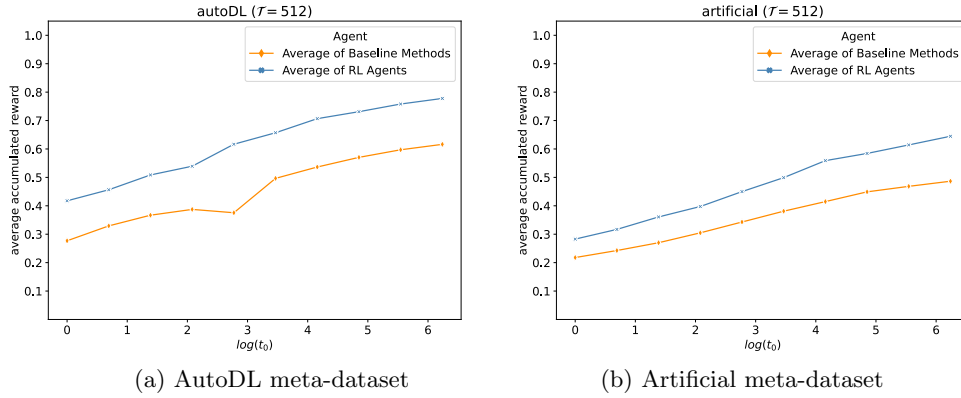 autoDL (𝒯 = 512)
1.0
0.9
0.8
0.7
0.6
0.5
0.4
0.3
0.2
0.1
average accumulated reward
Agent
Average of Baseline Methods
Average of RL Agents
0 1 2 3 4 5 6
log(t₀)
(a) AutoDL meta-dataset
artificial (𝒯 = 512)
1.0
0.9
0.8
0.7
0.6
0.5
0.4
0.3
0.2
0.1
average accumulated reward
Agent
Average of Baseline Methods
Average of RL Agents
0 1 2 3 4 5 6
log(t₀)
(b) Artificial meta-dataset